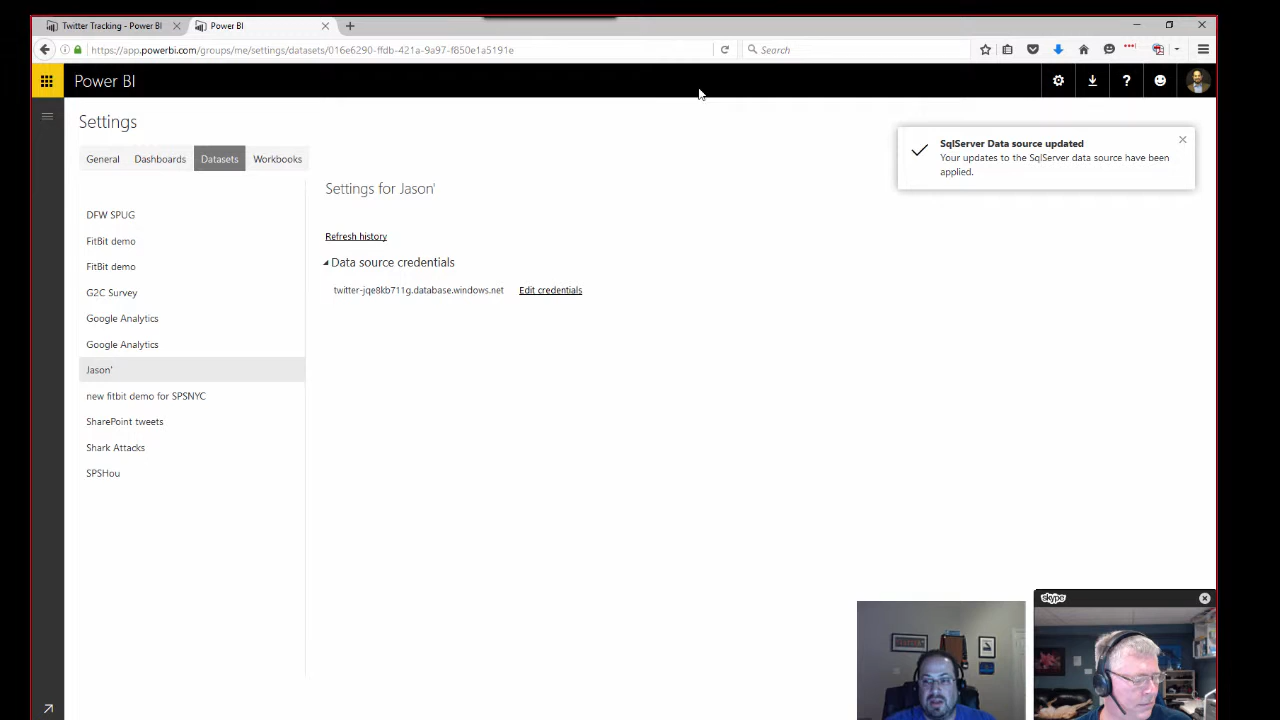 Twitter Tracking - Power BI
Power BI
https://app.powerbi.com/groups/me/settings/datasets/016e6290-ffdb-421a-9a97-f850e1a5191e
Search
Power BI
Settings
General Dashboards Datasets Workbooks
SqlServer Data source updated
Your updates to the SqlServer data source have been
applied.
Settings for Jason'
Refresh history
Data source credentials
twitter-jqe8kb711g.database.windows.net Edit credentials
DFW SPUG
FitBit demo
FitBit demo
G2C Survey
Google Analytics
Google Analytics
Jason'
new fitbit demo for SPSNYC
SharePoint tweets
Shark Attacks
SPSHou
skype